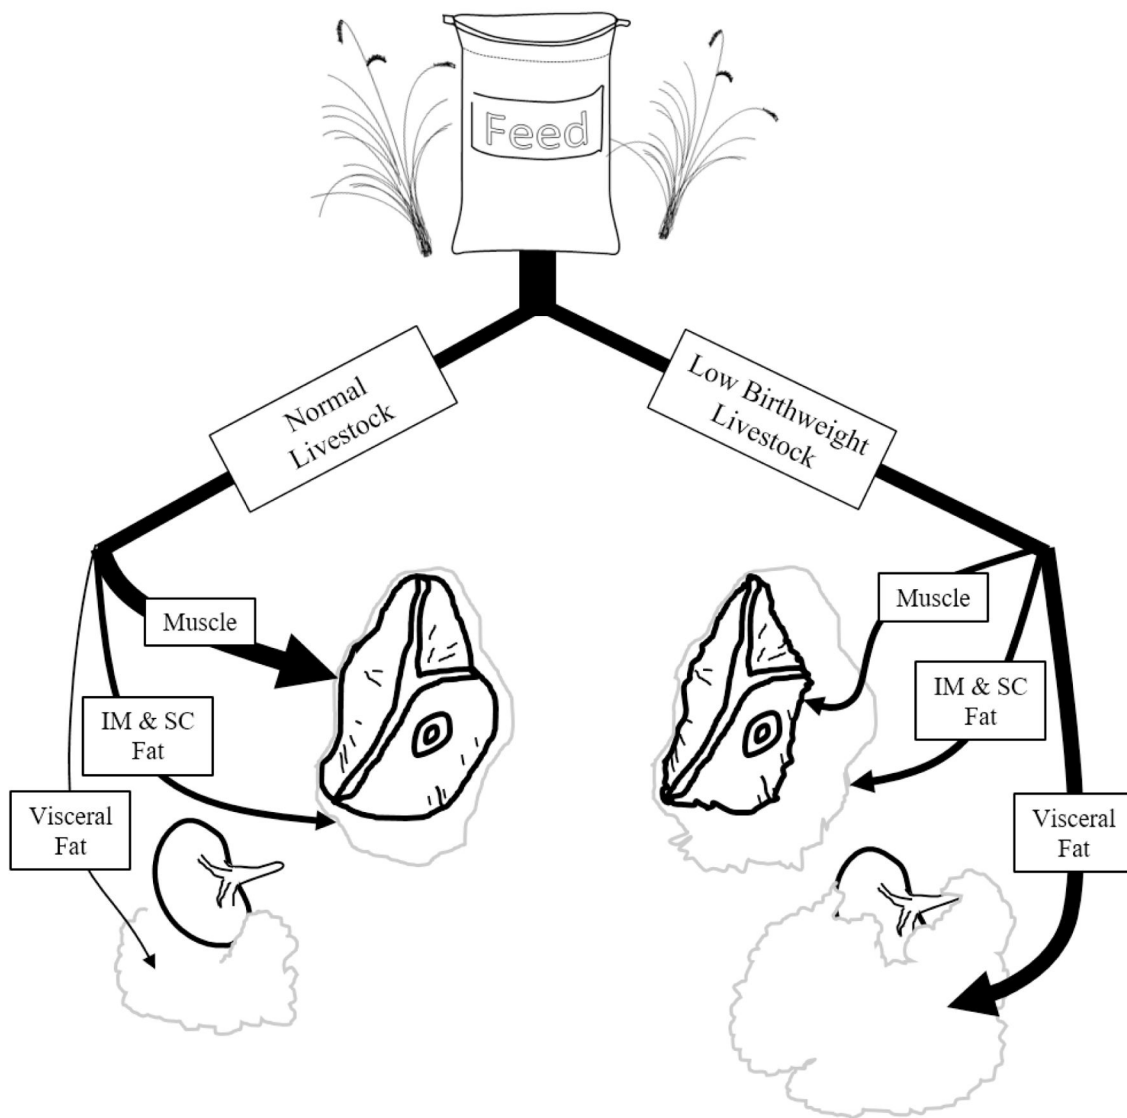 Feed
Normal
Livestock
Low Birthweight
Livestock
Muscle
IM & SC
Fat
Visceral
Fat
Muscle
IM & SC
Fat
Visceral
Fat